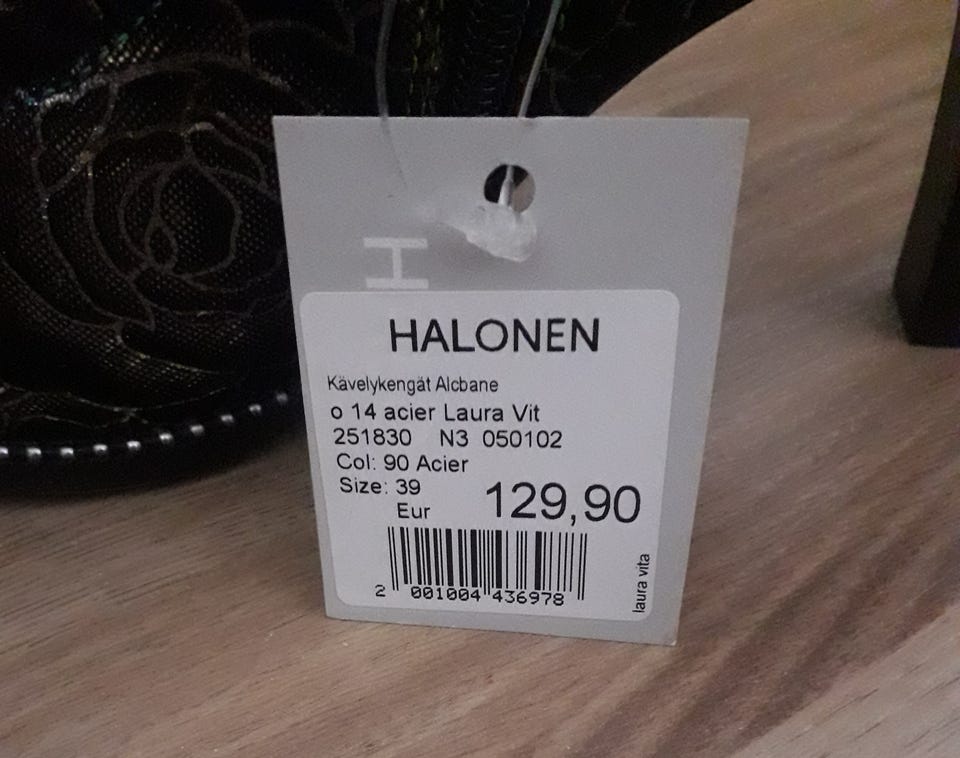 H
HALONEN
Kävelykengät Alcbane
o 14 acier Laura Vit
251830 N3 050102
Col: 90 Acier
Size: 39
Eur 129,90
2 001004 436978
laura vita